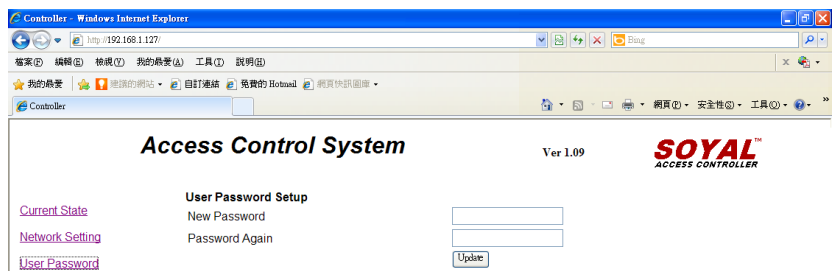 Controller - Windows Internet Explorer
http://192.168.1.127/
Bing
檔案(F) 編輯(E) 檢視(V) 我的最愛(A) 工具(T) 說明(H)
我的最愛 建議的網站 自訂連結 免費的 Hotmail 網頁快訊圖庫
Controller 網頁(P) 安全性(S) 工具(O)
Access Control System Ver 1.09 SOYAL™
ACCESS CONTROLLER
User Password Setup
Current State New Password
Network Setting Password Again
User Password Update